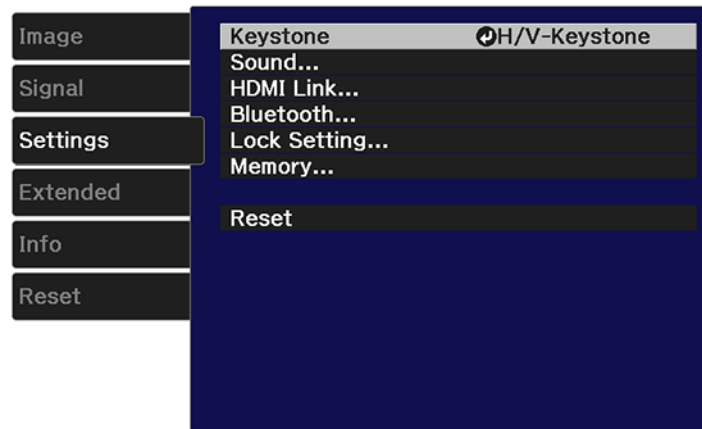 Image
Signal
Settings
Extended
Info
Reset
Keystone H/V-Keystone
Sound...
HDMI Link...
Bluetooth...
Lock Setting...
Memory...
Reset